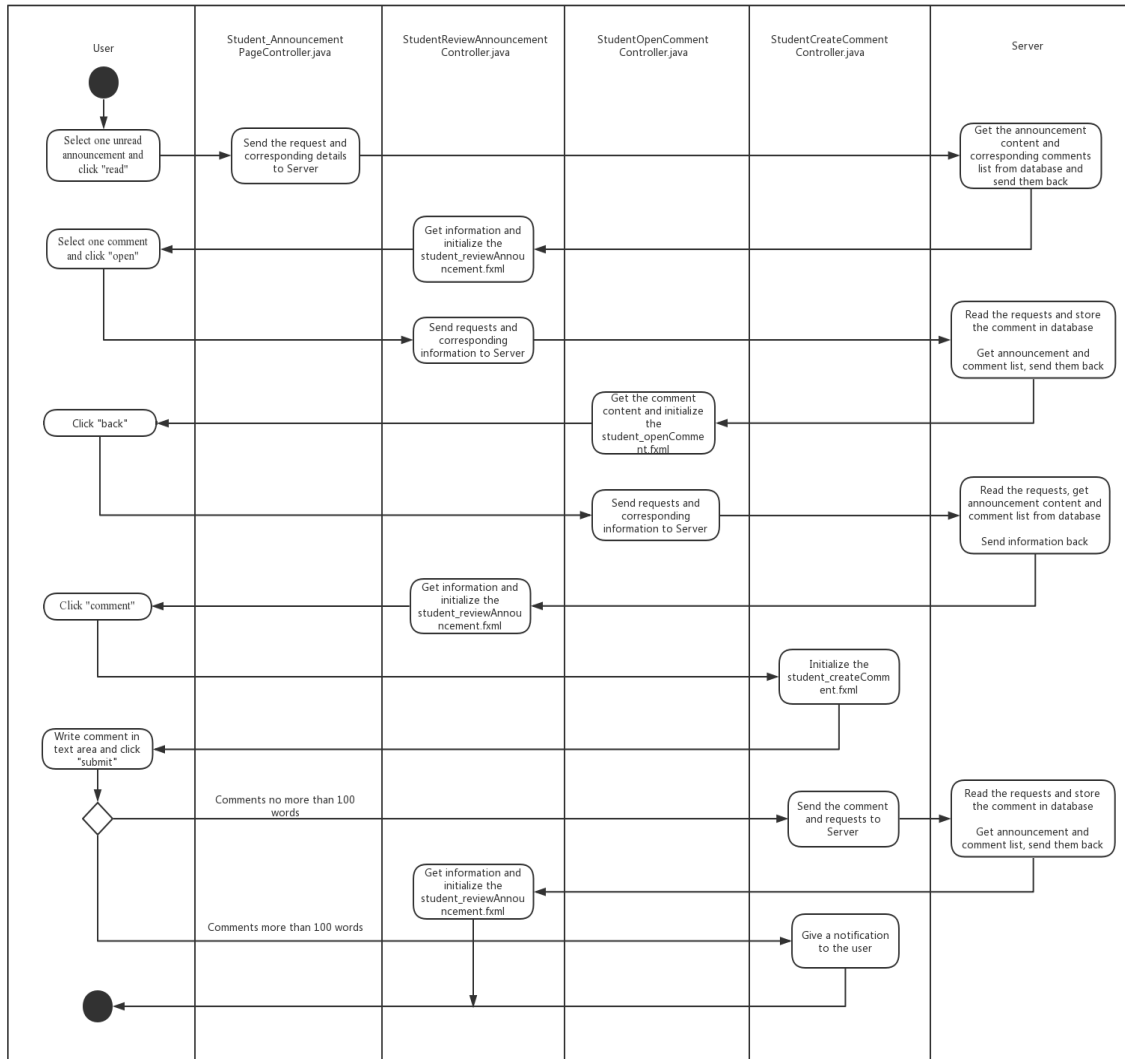 User
Student_Announcement
PageController.java
StudentReviewAnnouncement
Controller.java
StudentOpenComment
Controller.java
StudentCreateComment
Controller.java
Server
Select one unread
announcement and
click "read"
Send the request and
corresponding details
to Server
Get the announcement
content and
corresponding comments
list from database and
send them back
Select one comment
and click "open"
Get information and
initialize the
student_reviewAnnou
ncement.fxml
Send requests and
corresponding
information to Server
Read the requests and store
the comment in database
Get announcement and
comment list, send them back
Click "back"
Get the comment
content and initialize
the
student_openComme
nt.fxml
Send requests and
corresponding
information to Server
Read the requests, get
announcement content and
comment list from database
Send information back
Click "comment"
Get information and
initialize the
student_reviewAnnou
ncement.fxml
Initialize the
student_createComm
ent.fxml
Write comment in
text area and click
"submit"
Comments no more than 100
words
Send the comment
and requests to
Server
Read the requests and store
the comment in database
Get announcement and
comment list, send them back
Get information and
initialize the
student_reviewAnnou
ncement.fxml
Comments more than 100 words
Give a notification
to the user